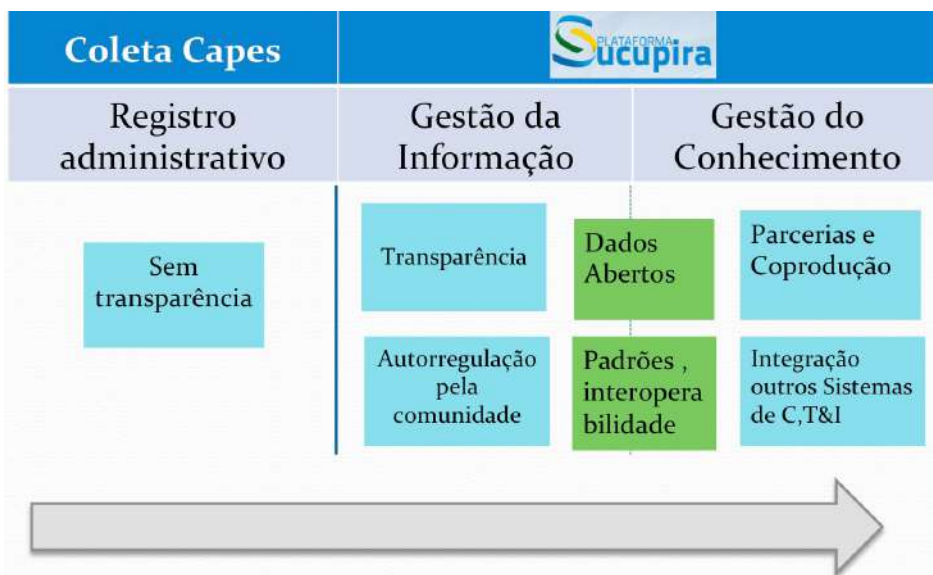 Coleta Capes
PLATAFORMA
Sucupira
Registro
administrativo
Gestão da
Informação
Gestão do
Conhecimento
Sem
transparência
Transparência
Dados
Abertos
Parcerias e
Coprodução
Autorregulação
pela
comunidade
Padrões ,
interopera
bilidade
Integração
outros Sistemas
de C,T&I